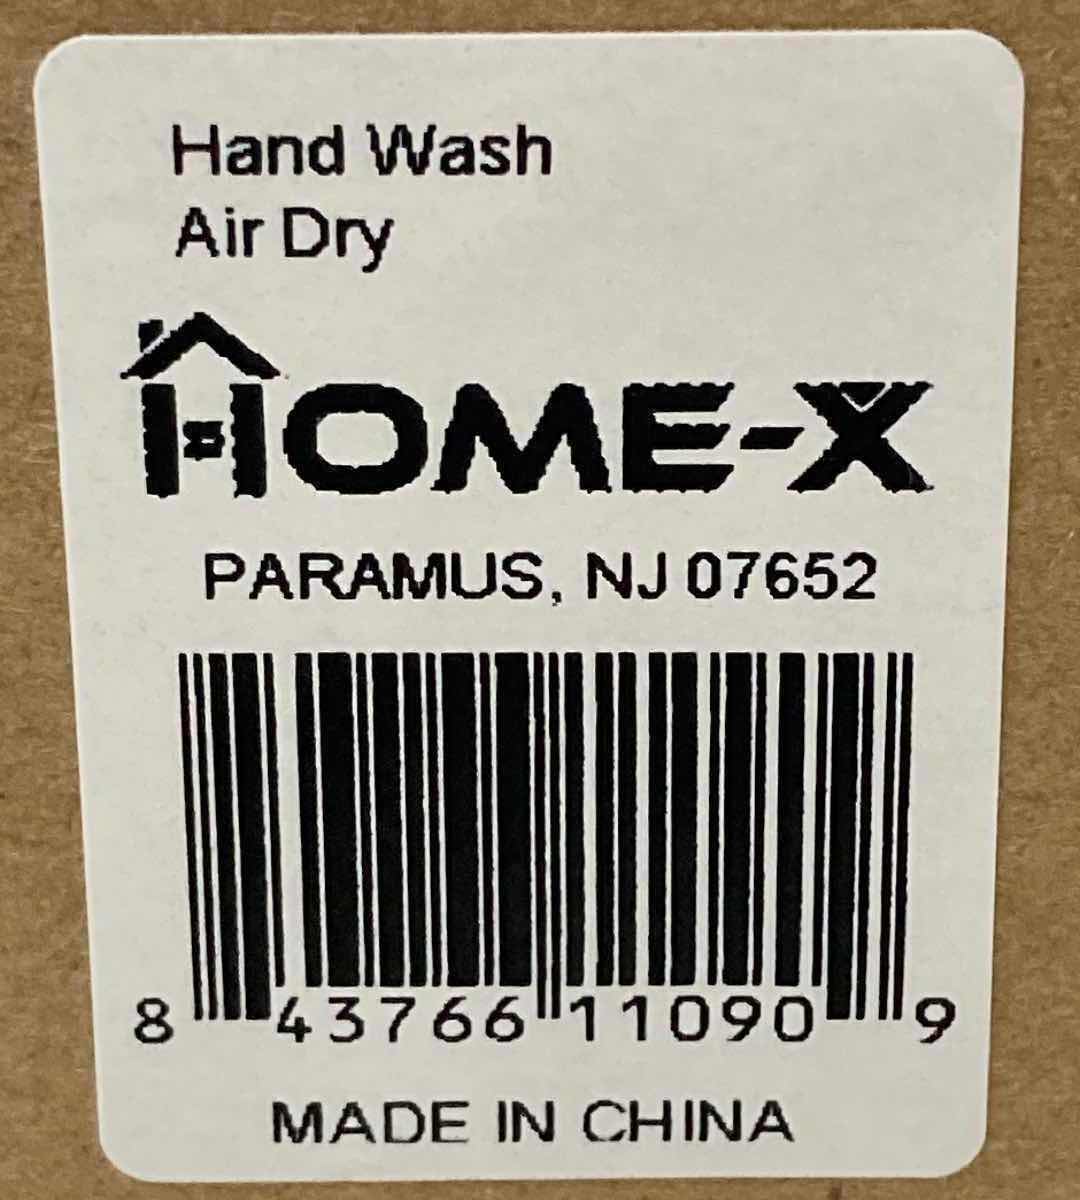 Hand Wash
Air Dry
HOME-X
PARAMUS, NJ 07652
8 43766 11090 9
MADE IN CHINA